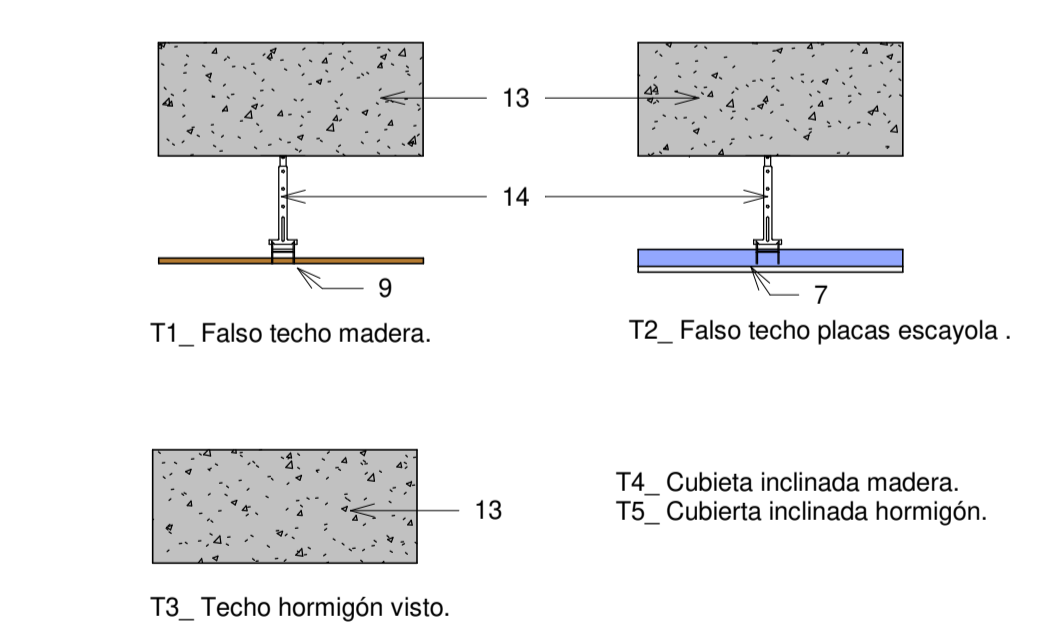 13
14
9
7
T1_ Falso techo madera.
T2_ Falso techo placas escayola .
13
T4_ Cubieta inclinada madera.
T5_ Cubierta inclinada hormigón.
T3_ Techo hormigón visto.